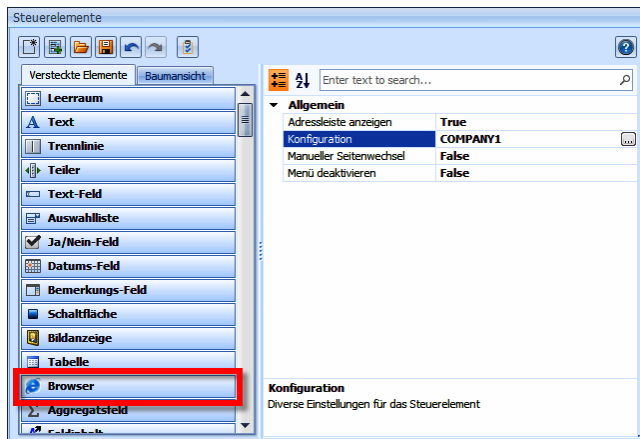 Steuerelemente
Versteckte Elemente Baumansicht
Leerraum
A Text
Trennlinie
Teiler
Text-Feld
Auswahlliste
Ja/Nein-Feld
Datums-Feld
Bemerkungs-Feld
Schaltfläche
Bildanzeige
Tabelle
Browser
Σ Aggregatsfeld
Feldinhalt
Enter text to search...
Allgemein
Adressleiste anzeigen True
Konfiguration COMPANY1 ...
Manueller Seitenwechsel False
Menü deaktivieren False
Konfiguration
Diverse Einstellungen für das Steuerelement